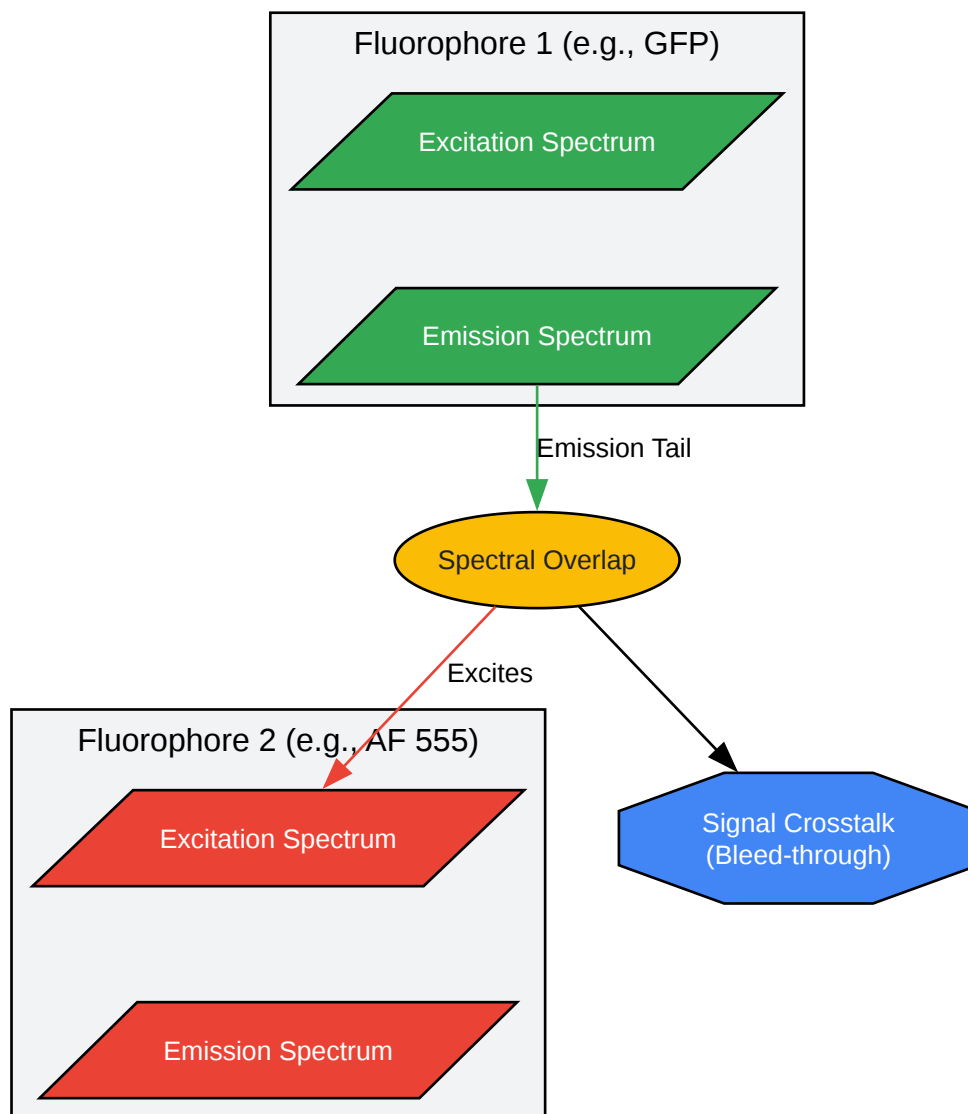 Fluorophore 1 (e.g., GFP)
Excitation Spectrum
Emission Spectrum
Emission Tail
Spectral Overlap
Excites
Fluorophore 2 (e.g., AF 555)
Excitation Spectrum
Signal Crosstalk
(Bleed-through)
Emission Spectrum